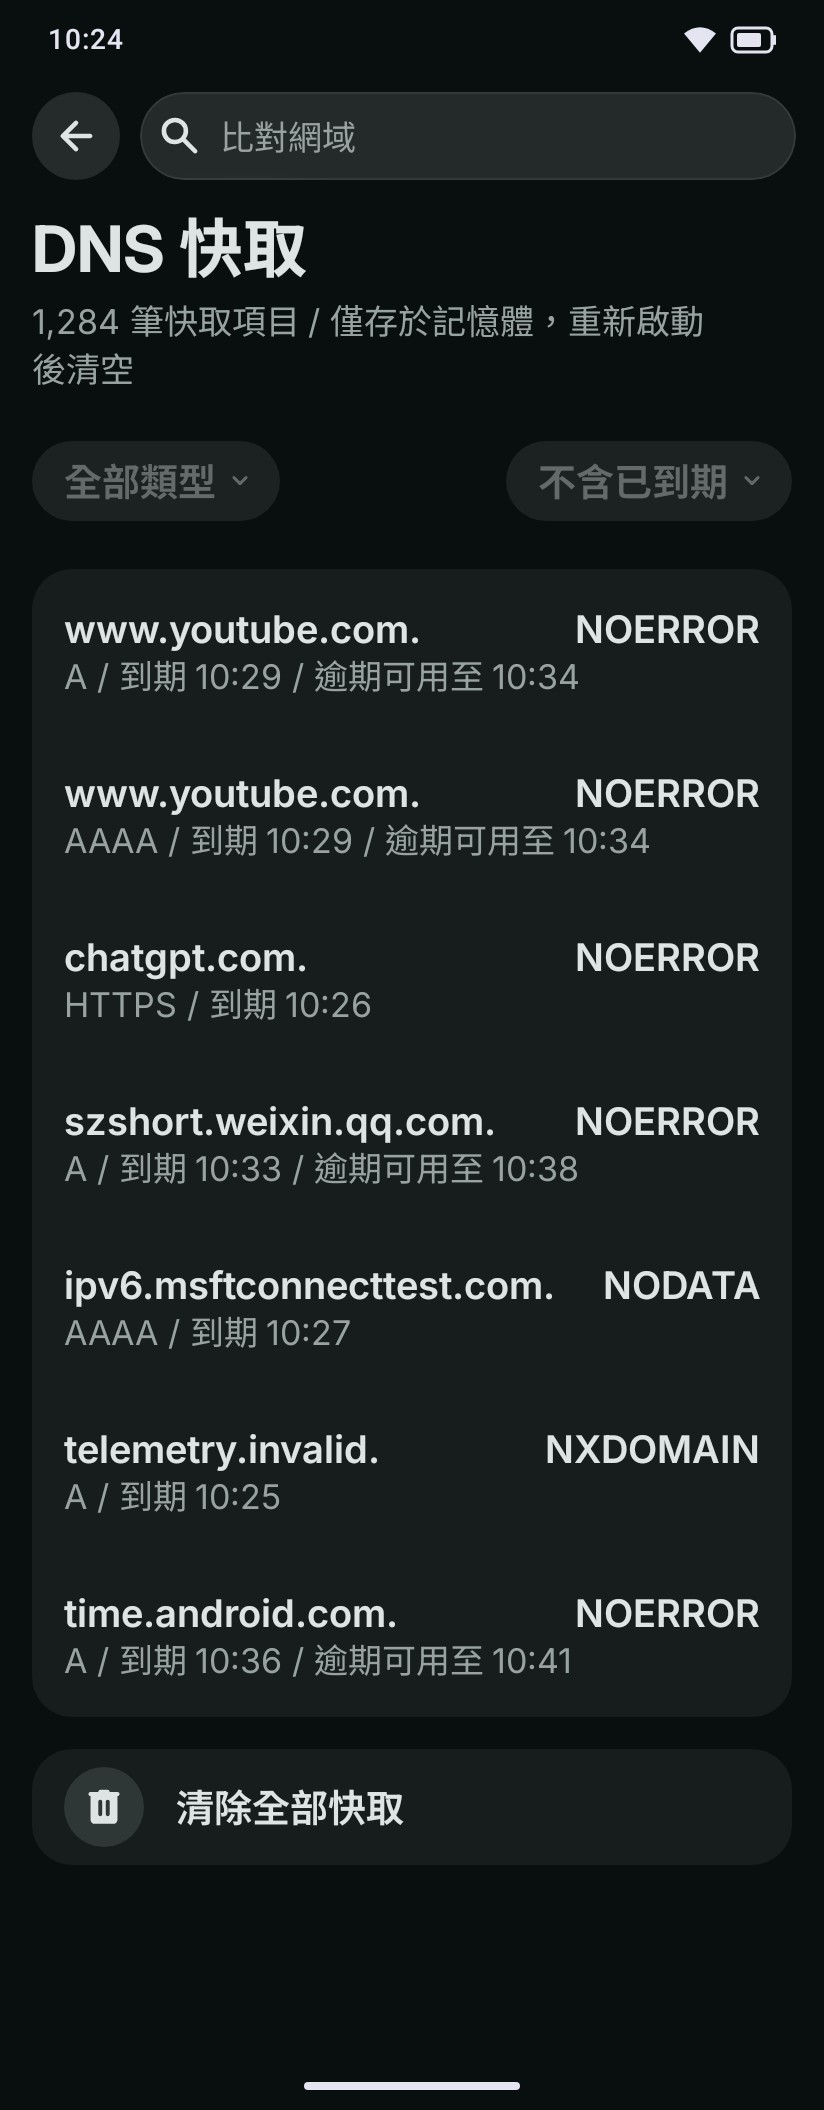 10:24
比對網域
DNS 快取
1,284 筆快取項目 / 僅存於記憶體，重新啟動
後清空
全部類型
不含已到期
www.youtube.com. NOERROR
A / 到期 10:29 / 逾期可用至 10:34
www.youtube.com. NOERROR
AAAA / 到期 10:29 / 逾期可用至 10:34
chatgpt.com. NOERROR
HTTPS / 到期 10:26
szshort.weixin.qq.com. NOERROR
A / 到期 10:33 / 逾期可用至 10:38
ipv6.msftconnecttest.com. NODATA
AAAA / 到期 10:27
telemetry.invalid. NXDOMAIN
A / 到期 10:25
time.android.com. NOERROR
A / 到期 10:36 / 逾期可用至 10:41
清除全部快取